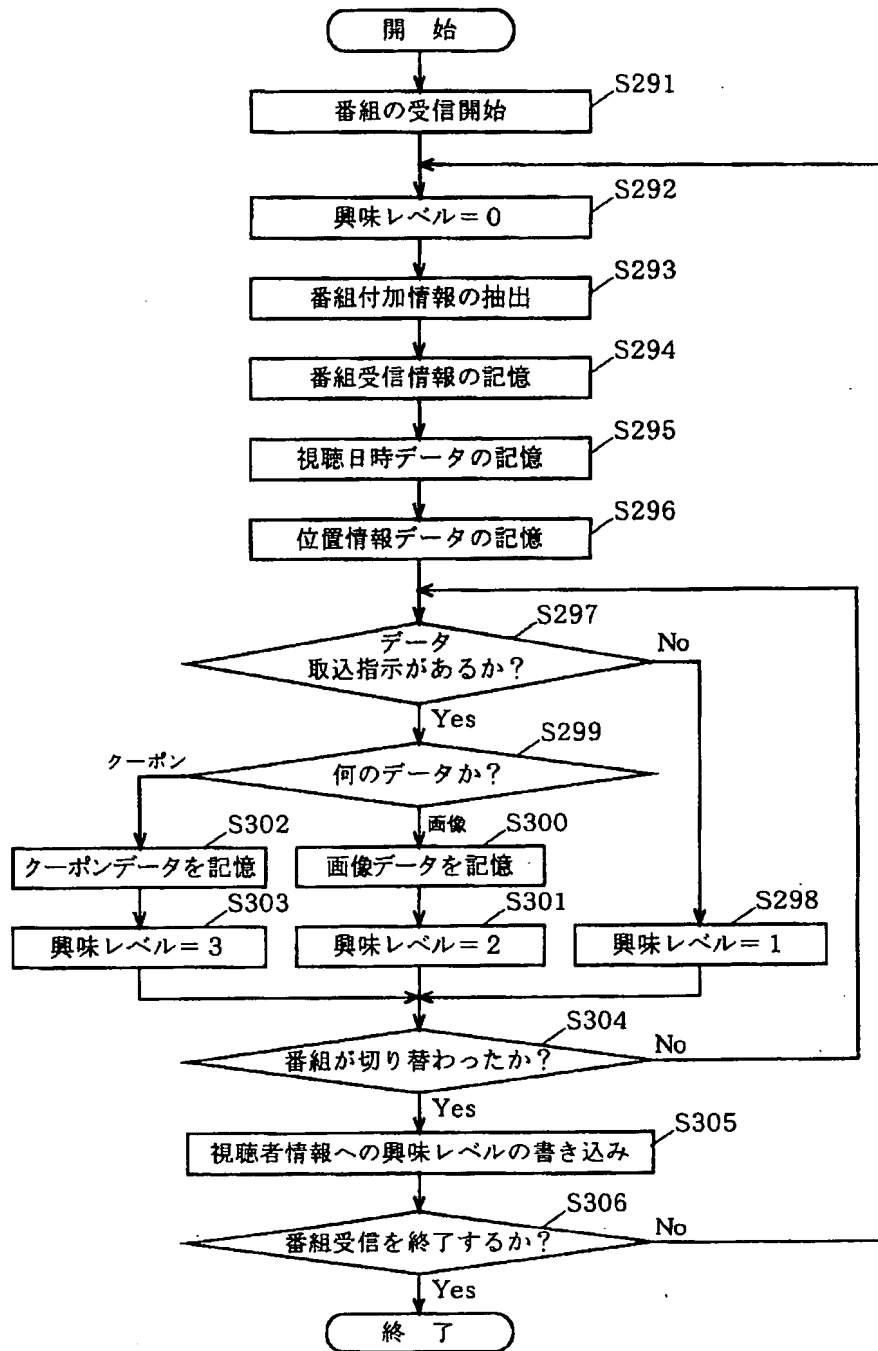 開 始
S291
番組の受信開始
S292
興味レベル＝0
S293
番組付加情報の抽出
S294
番組受信情報の記憶
S295
視聴日時データの記憶
S296
位置情報データの記憶
S297
データ
取込指示があるか？
No
Yes
S299
クーポン
何のデータか？
画像
S302
クーポンデータを記憶
S300
画像データを記憶
S303
興味レベル＝3
S301
興味レベル＝2
S298
興味レベル＝1
S304
番組が切り替わったか？
No
Yes
S305
視聴者情報への興味レベルの書き込み
S306
番組受信を終了するか？
No
Yes
終 了